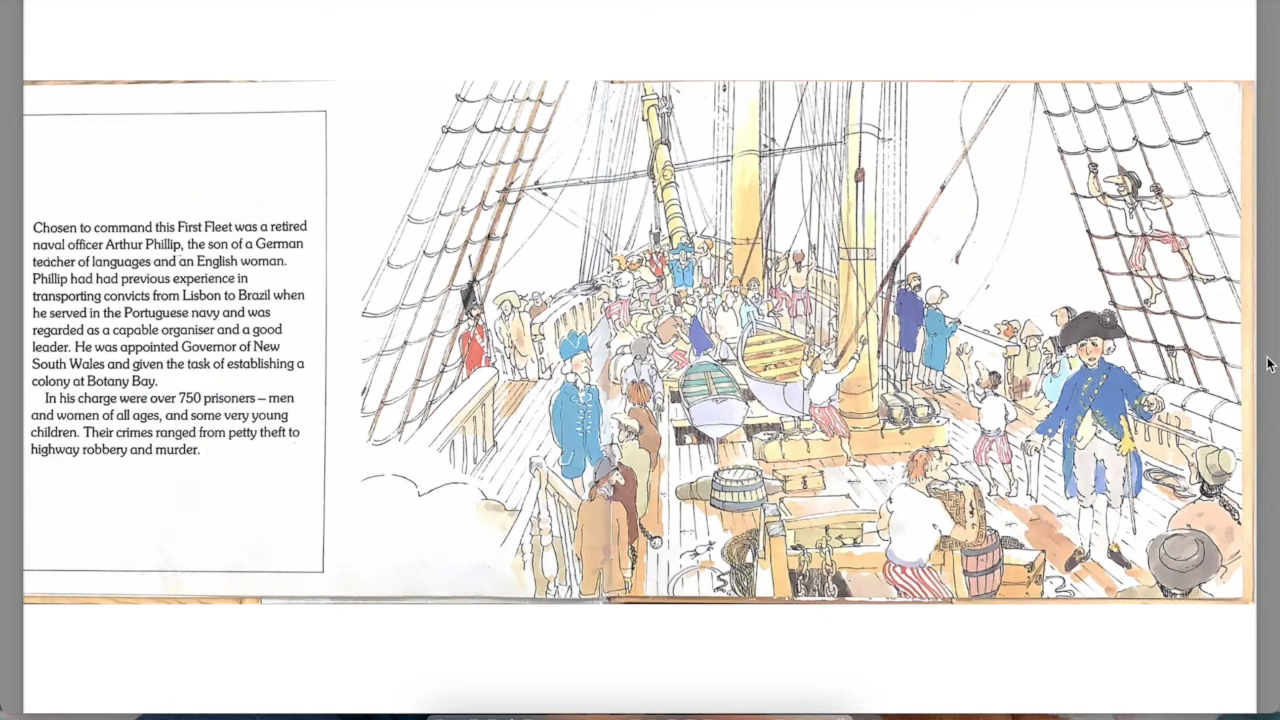 Chosen to command this First Fleet was a retired
naval officer Arthur Phillip, the son of a German
teacher of languages and an English woman.
Phillip had had previous experience in
transporting convicts from Lisbon to Brazil when
he served in the Portuguese navy and was
regarded as a capable organiser and a good
leader. He was appointed Governor of New
South Wales and given the task of establishing a
colony at Botany Bay.
In his charge were over 750 prisoners – men
and women of all ages, and some very young
children. Their crimes ranged from petty theft to
highway robbery and murder.